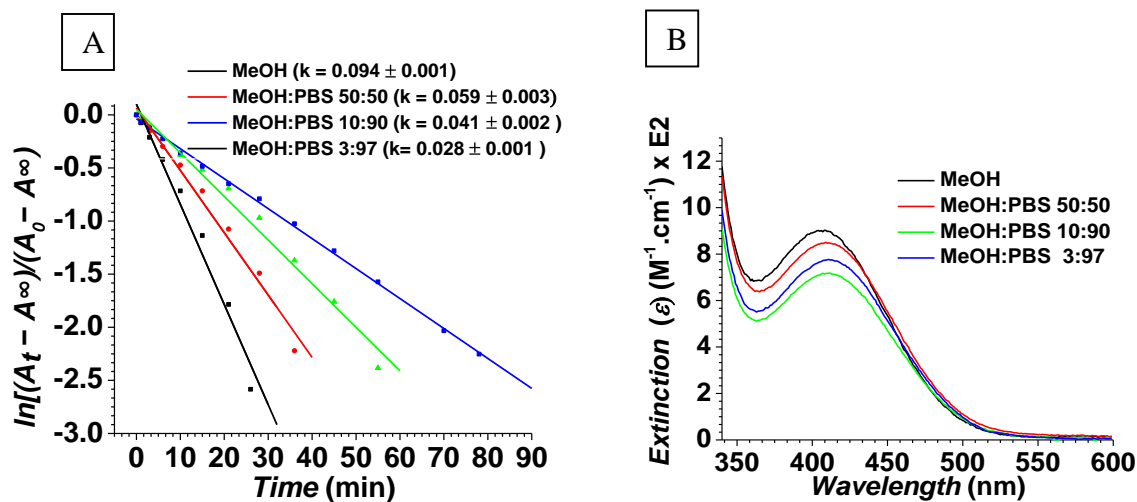 A
MeOH (k = 0.094 ± 0.001)
MeOH:PBS 50:50 (k = 0.059 ± 0.003)
MeOH:PBS 10:90 (k = 0.041 ± 0.002 )
MeOH:PBS 3:97 (k= 0.028 ± 0.001 )
ln[(At – A∞)/(A0 – A∞)
0.0
-0.5
-1.0
-1.5
-2.0
-2.5
-3.0
0 10 20 30 40 50 60 70 80 90
Time (min)
B
MeOH
MeOH:PBS 50:50
MeOH:PBS 10:90
MeOH:PBS 3:97
Extinction (ε) (M-1.cm-1) x E2
12
10
8
6
4
2
0
350 400 450 500 550 600
Wavelength (nm)